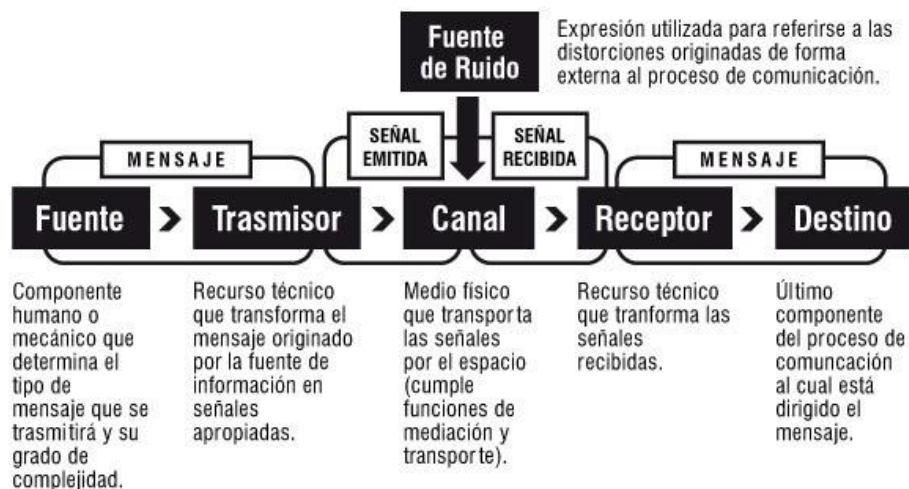 Fuente
de Ruido
Expresión utilizada para referirse a las
distorciones originadas de forma
externa al proceso de comunicación.
MENSAJE
SEÑAL
EMITIDA
SEÑAL
RECIBIDA
MENSAJE
Fuente
Trasmisor
Canal
Receptor
Destino
Componente
humano o
mecánico que
determina el
tipo de
mensaje que se
trasmitirá y su
grado de
complejidad.
Recurso técnico
que transforma el
mensaje originado
por la fuente de
información en
señales
apropiadas.
Medio físico
que transporta
las señales
por el espacio
(cumple
funciones de
mediación y
transporte).
Recurso técnico
que tranforma las
señales
recibidas.
Último
componente
del proceso de
comuncación
al cual está
dirigido el
mensaje.